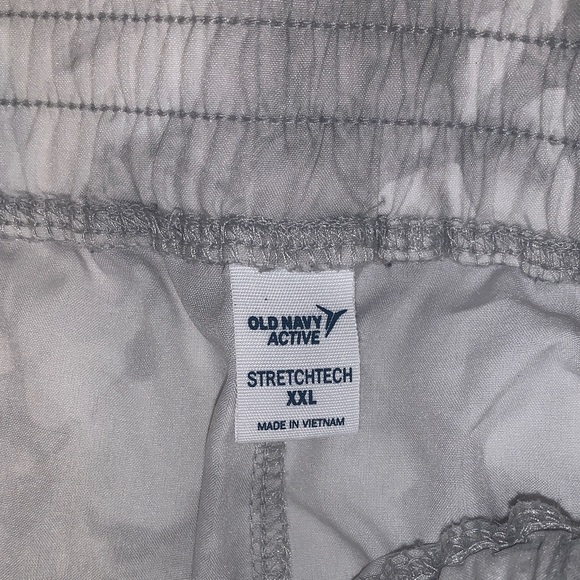 OLD NAVY
ACTIVE
STRETCHTECH
XXL
MADE IN VIETNAM